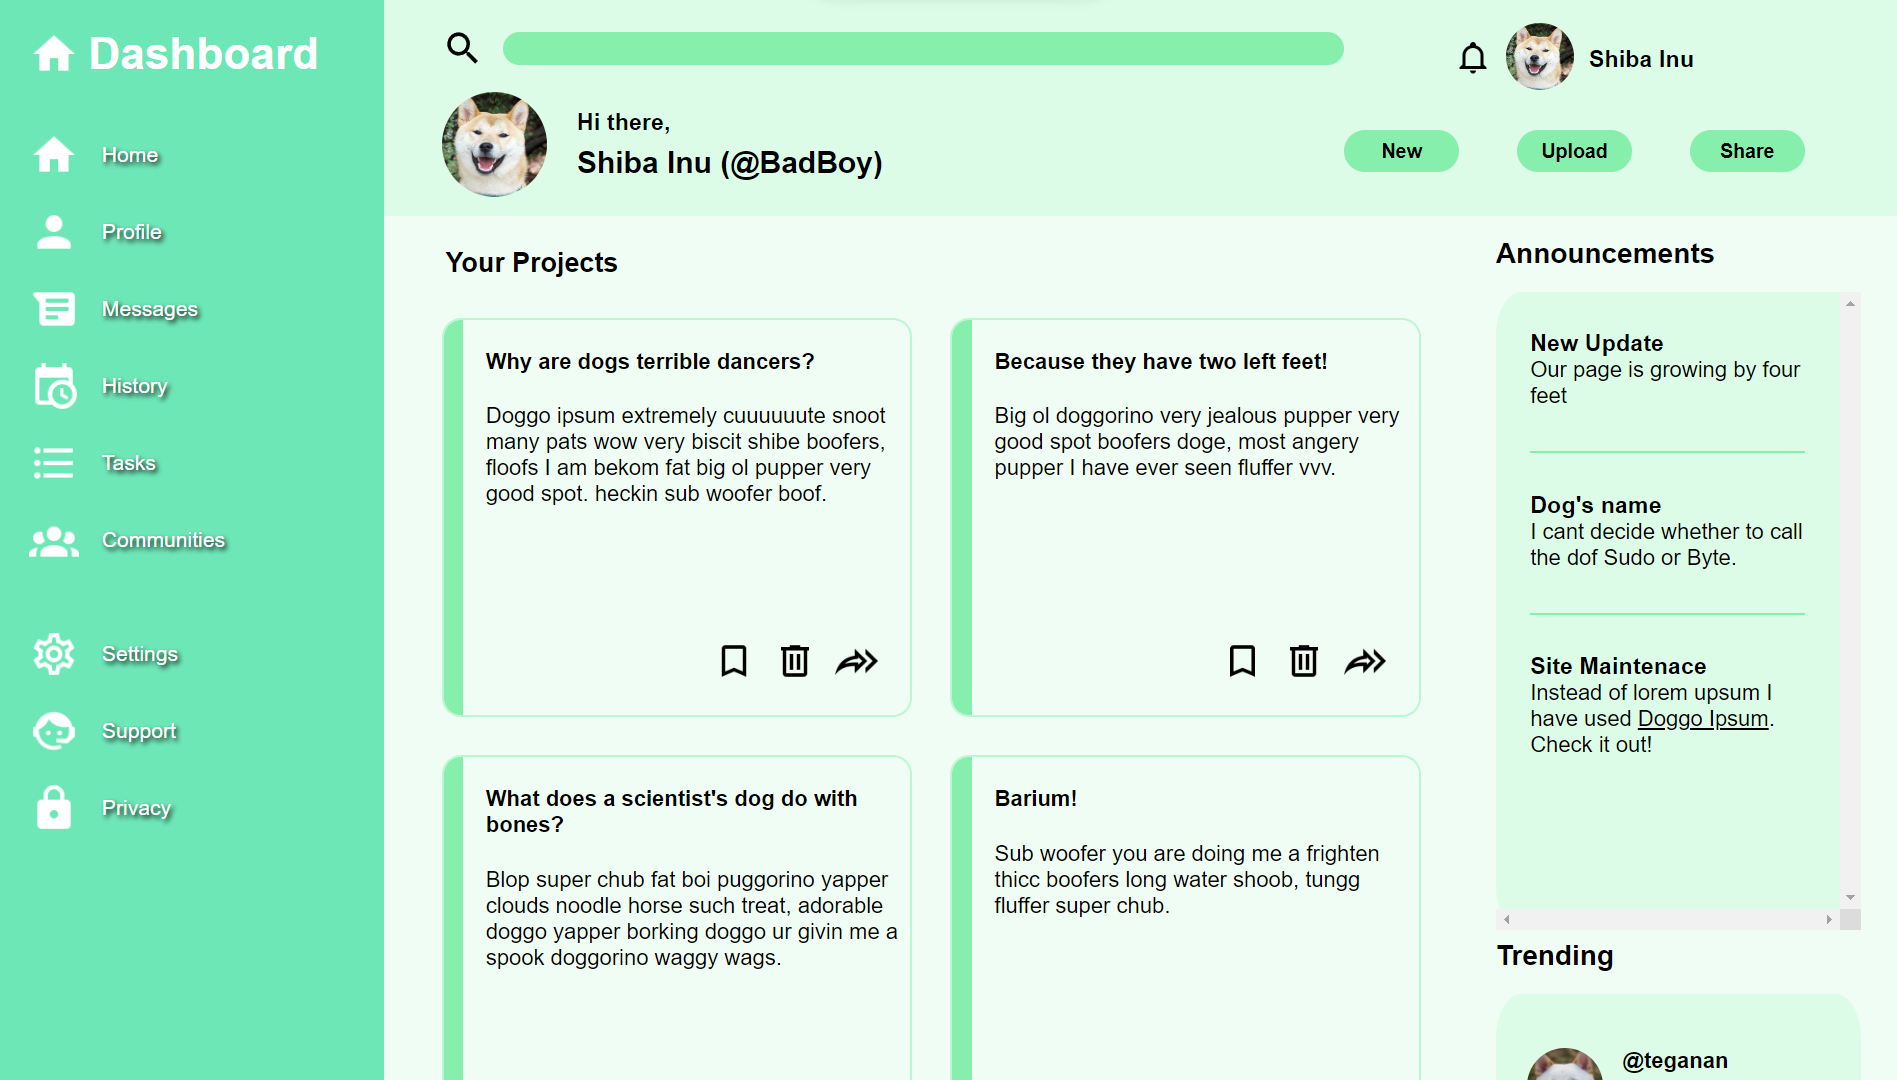 Dashboard
Home
Profile
Messages
History
Tasks
Communities
Settings
Support
Privacy
Shiba Inu
Hi there,
Shiba Inu (@BadBoy)
New
Upload
Share
Your Projects
Why are dogs terrible dancers?
Doggo ipsum extremely cuuuuuute snoot
many pats wow very biscit shibe boofers,
floofs I am bekom fat big ol pupper very
good spot. heckin sub woofer boof.
Because they have two left feet!
Big ol doggorino very jealous pupper very
good spot boofers doge, most angery
pupper I have ever seen fluffer vvv.
What does a scientist's dog do with
bones?
Blop super chub fat boi puggorino yapper
clouds noodle horse such treat, adorable
doggo yapper borking doggo ur givin me a
spook doggorino waggy wags.
Barium!
Sub woofer you are doing me a frighten
thicc boofers long water shoob, tungg
fluffer super chub.
Announcements
New Update
Our page is growing by four
feet
Dog's name
I cant decide whether to call
the dof Sudo or Byte.
Site Maintenace
Instead of lorem upsum I
have used Doggo Ipsum.
Check it out!
Trending
@teganan